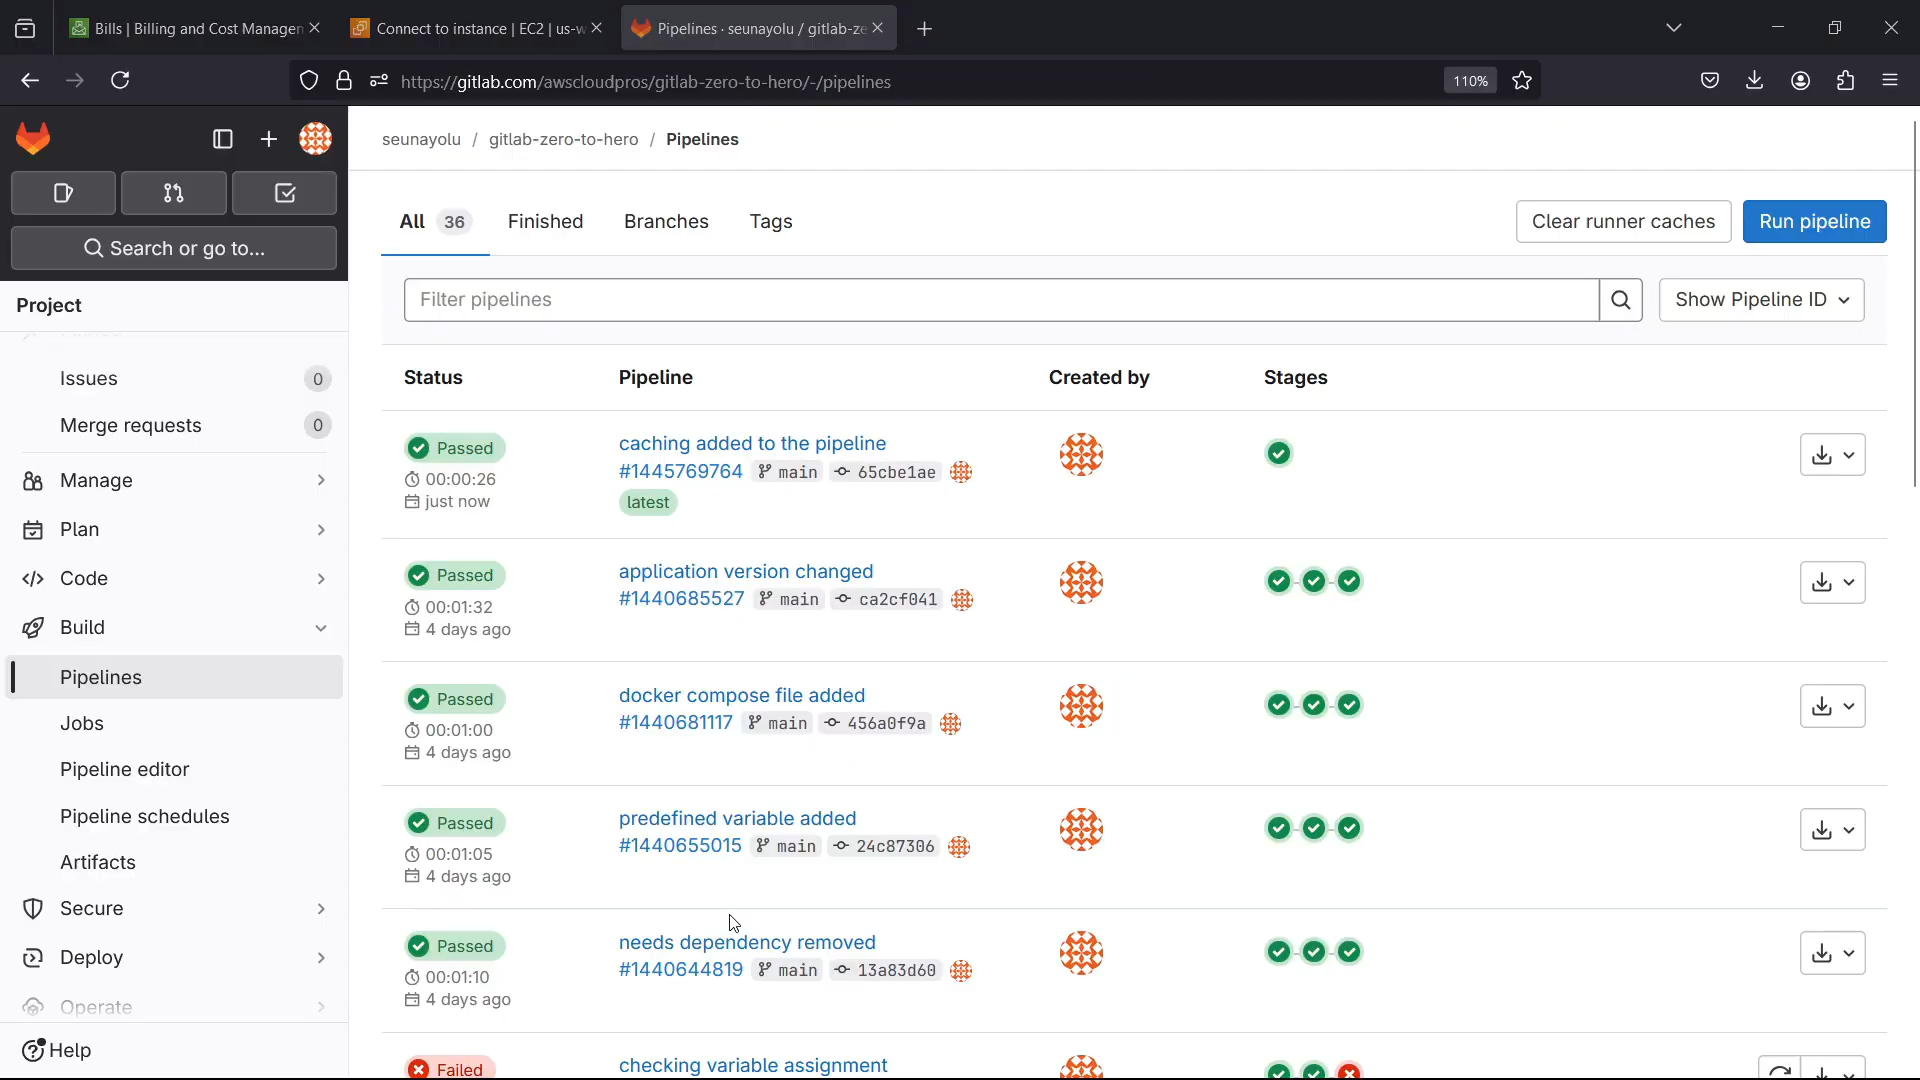 Bills | Billing and Cost Managen
Connect to instance | EC2 | us-w
Pipelines · seunayolu / gitlab-ze
https://gitlab.com/awscloudpros/gitlab-zero-to-hero/-/pipelines
110%
Search or go to...
Project
Issues 0
Merge requests 0
Manage
Plan
Code
Build
Pipelines
Jobs
Pipeline editor
Pipeline schedules
Artifacts
Secure
Deploy
Operate
Help
seunayolu / gitlab-zero-to-hero / Pipelines
All 36 Finished Branches Tags
Clear runner caches Run pipeline
Filter pipelines
Show Pipeline ID
Status Pipeline Created by Stages
Passed
00:00:26
just now
caching added to the pipeline
#1445769764 main 65cbe1ae
latest
Passed
00:01:32
4 days ago
application version changed
#1440685527 main ca2cf041
Passed
00:01:00
4 days ago
docker compose file added
#1440681117 main 456a0f9a
Passed
00:01:05
4 days ago
predefined variable added
#1440655015 main 24c87306
Passed
00:01:10
4 days ago
needs dependency removed
#1440644819 main 13a83d60
Failed
checking variable assignment